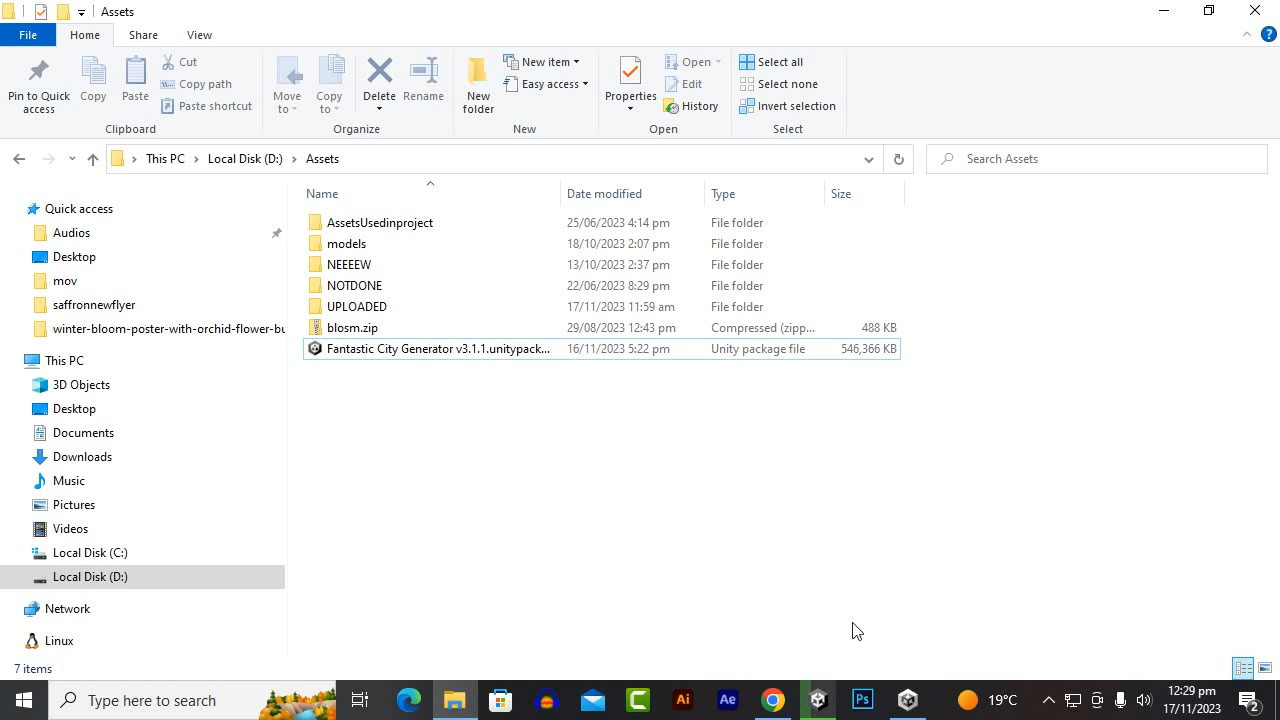 Assets
File
Home
Share
View
Pin to Quick access
Copy
Paste
Cut
Copy path
Paste shortcut
Clipboard
Move to
Copy to
Delete
Rename
Organize
New folder
New item
Easy access
New
Properties
Open
Edit
History
Open
Select all
Select none
Invert selection
Select
This PC
Local Disk (D:)
Assets
Search Assets
Name
Date modified
Type
Size
Quick access
Audios
Desktop
mov
saffronnewflyer
winter-bloom-poster-with-orchid-flower-bu
This PC
3D Objects
Desktop
Documents
Downloads
Music
Pictures
Videos
Local Disk (C:)
Local Disk (D:)
Network
Linux
AssetsUsedinproject 25/06/2023 4:14 pm File folder
models 18/10/2023 2:07 pm File folder
NEEEEW 13/10/2023 2:37 pm File folder
NOTDONE 22/06/2023 8:29 pm File folder
UPLOADED 17/11/2023 11:59 am File folder
blosm.zip 29/08/2023 12:43 pm Compressed (zipp... 488 KB
Fantastic City Generator v3.1.1.unitypack... 16/11/2023 5:22 pm Unity package file 546,366 KB
7 items
Type here to search
Ai
Ae
Ps
19°C
12:29 pm
17/11/2023
2